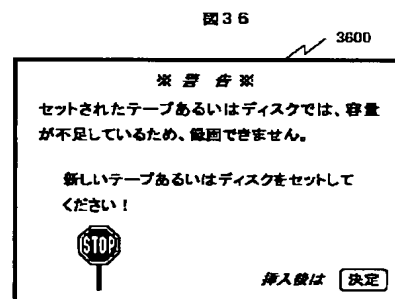 図36
3600
※ 警 告 ※
セットされたテープあるいはディスクでは、容量
が不足しているため、録画できません。
新しいテープあるいはディスクをセットして
ください！
STOP
挿入後は 決定